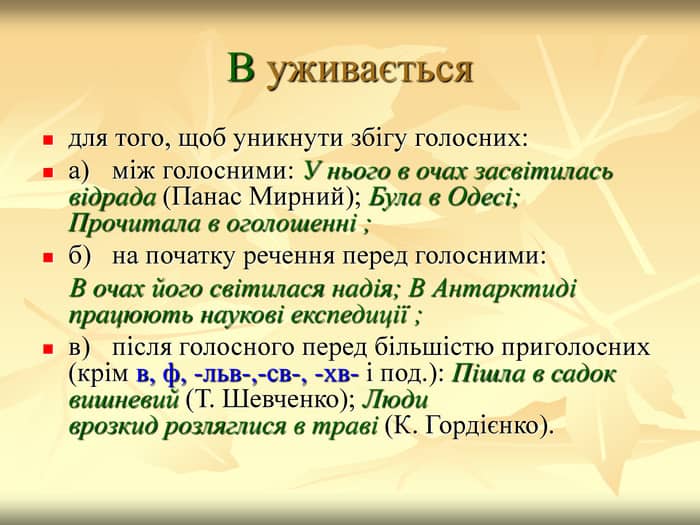 В уживається
для того, щоб уникнути збігу голосних:
а) між голосними: У нього в очах засвітилась
відрада (Панас Мирний); Була в Одесі;
Прочитала в оголошенні ;
б) на початку речення перед голосними:
В очах його світилася надія; В Антарктиді
працюють наукові експедиції ;
в) після голосного перед більшістю приголосних
(крім в, ф, -льв-,-св-, -хв- і под.): Пішла в садок
вишневий (Т. Шевченко); Люди
врозкид розляглися в траві (К. Гордієнко).